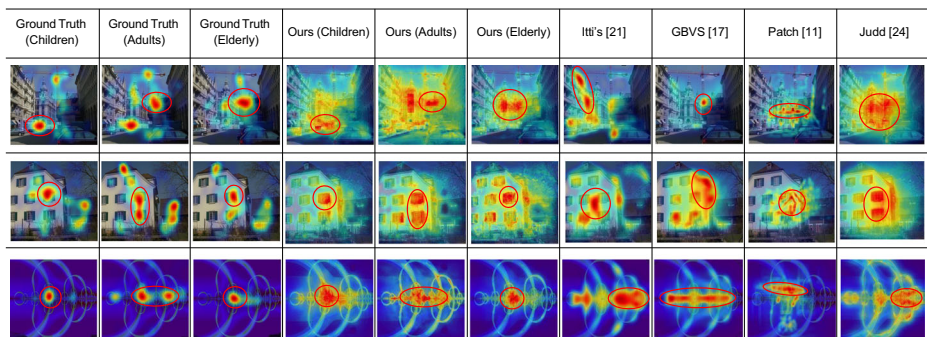 Ground Truth
(Children)
Ground Truth
(Adults)
Ground Truth
(Elderly)
Ours (Children)
Ours (Adults)
Ours (Elderly)
Itti's [21]
GBVS [17]
Patch [11]
Judd [24]